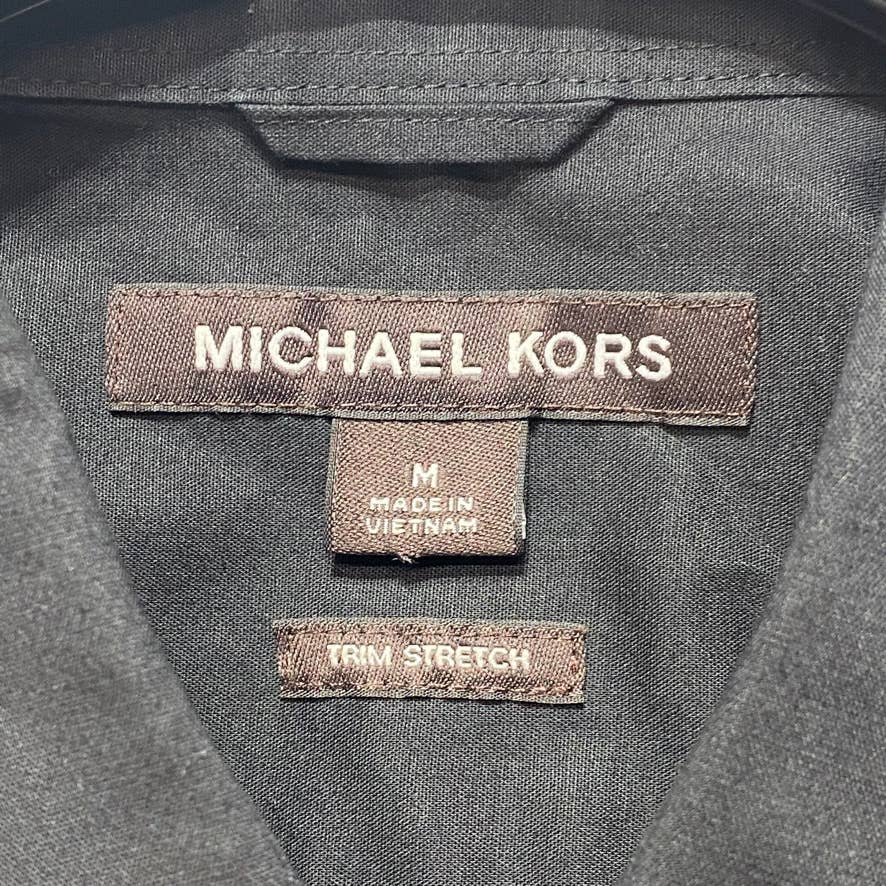 MICHAEL KORS
M
MADE IN
VIETNAM
TRIM STRETCH